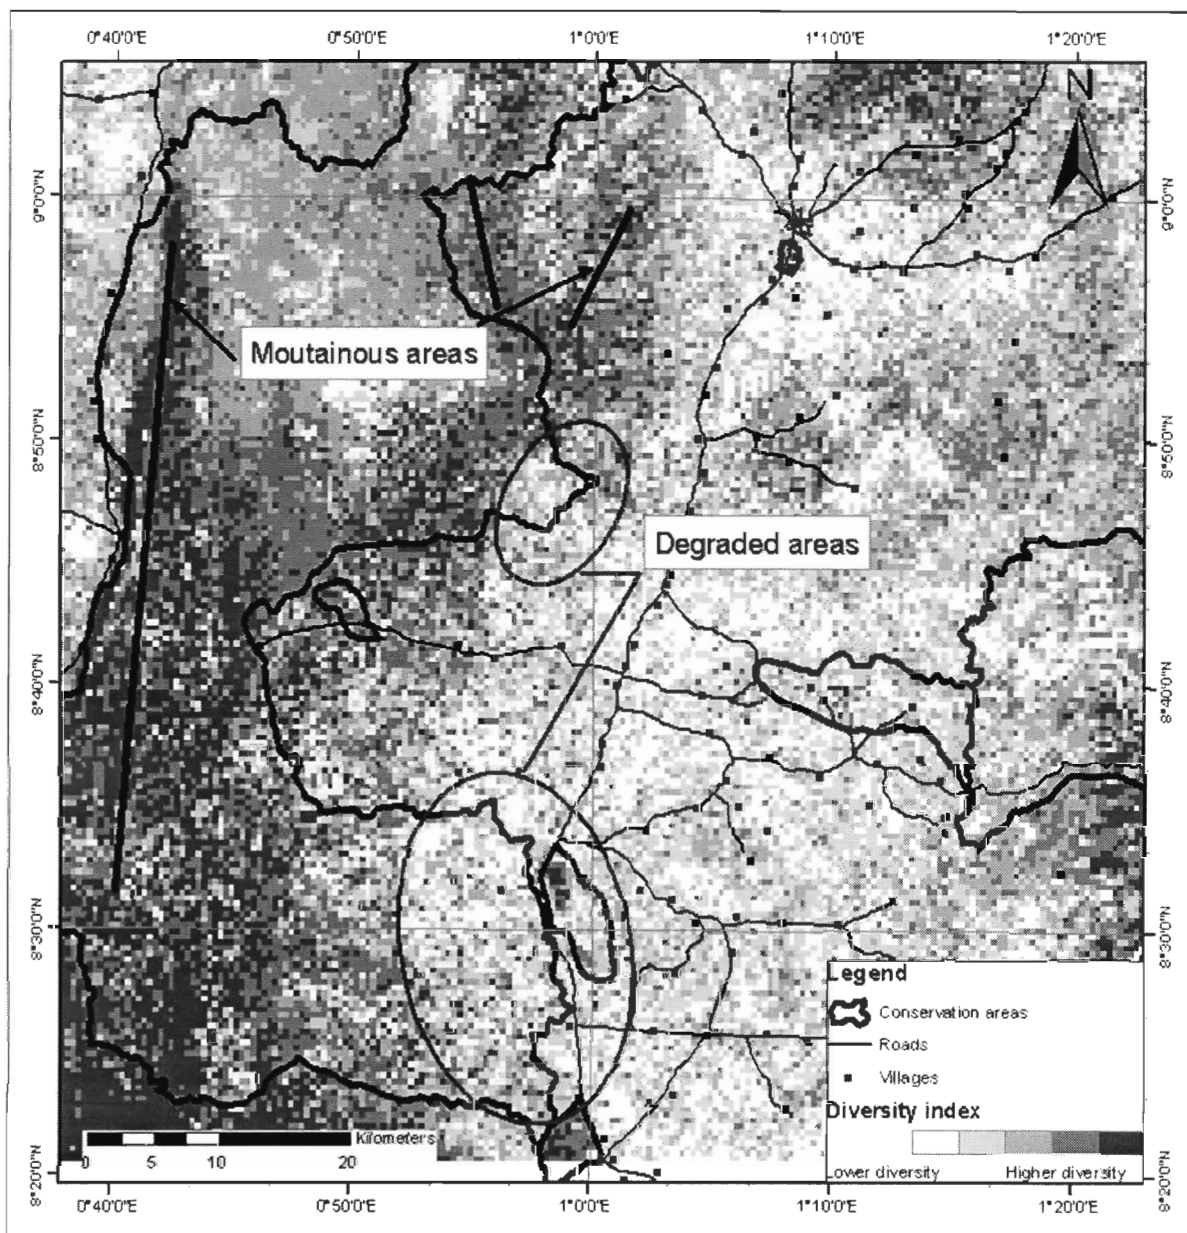 0°40'0"E 0°50'0"E 1°0'0"E 1°10'0"E 1°20'0"E
N
9°0'0"N 9°0'0"N
Moutainous areas
8°50'0"N 8°50'0"N
Degraded areas
8°40'0"N 8°40'0"N
8°30'0"N 8°30'0"N
Legend
Conservation areas
Roads
Villages
Diversity index
Kilometers
0 5 10 20
Lower diversity Higher diversity
8°20'0"N 8°20'0"N
0°40'0"E 0°50'0"E 1°0'0"E 1°10'0"E 1°20'0"E